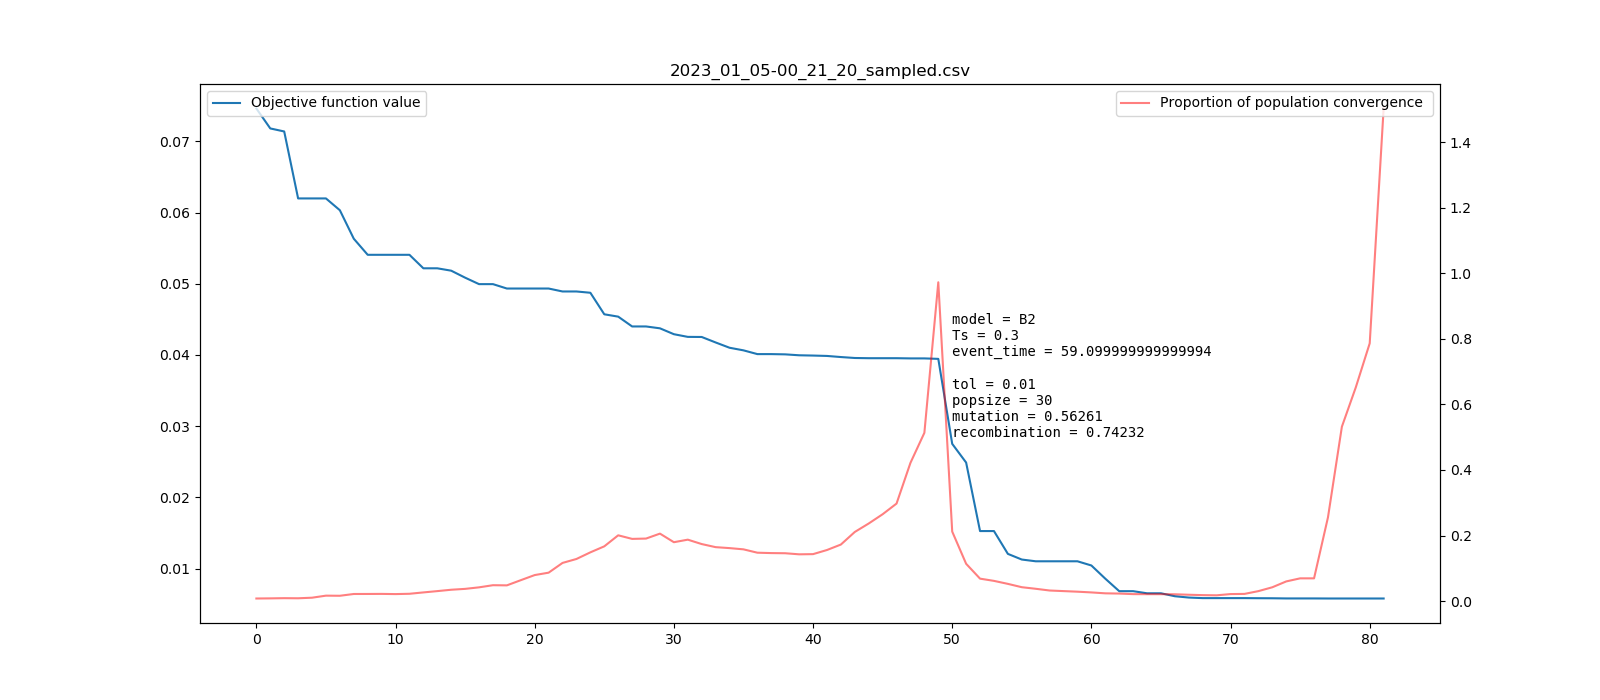 2023_01_05-00_21_20_sampled.csv
Objective function value
Proportion of population convergence
0.07
0.06
0.05
0.04
0.03
0.02
0.01
1.4
1.2
1.0
0.8
0.6
0.4
0.2
0.0
model = B2
Ts = 0.3
event_time = 59.099999999999994
tol = 0.01
popsize = 30
mutation = 0.56261
recombination = 0.74232
0 10 20 30 40 50 60 70 80